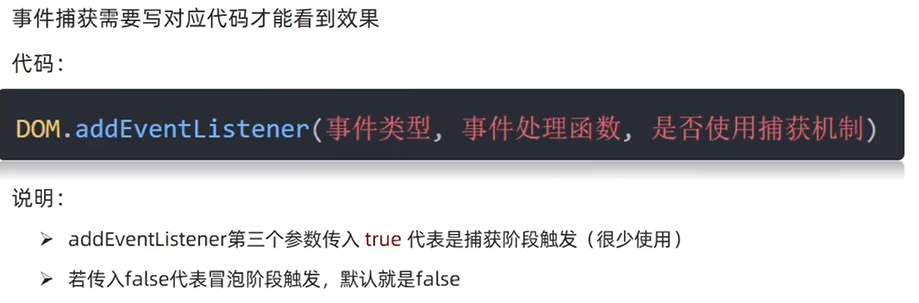 事件捕获需要写对应代码才能看到效果
代码：
DOM.addEventListener(事件类型, 事件处理函数, 是否使用捕获机制)
说明：
➢ addEventListener第三个参数传入 true 代表是捕获阶段触发（很少使用）
➢ 若传入false代表冒泡阶段触发，默认就是false